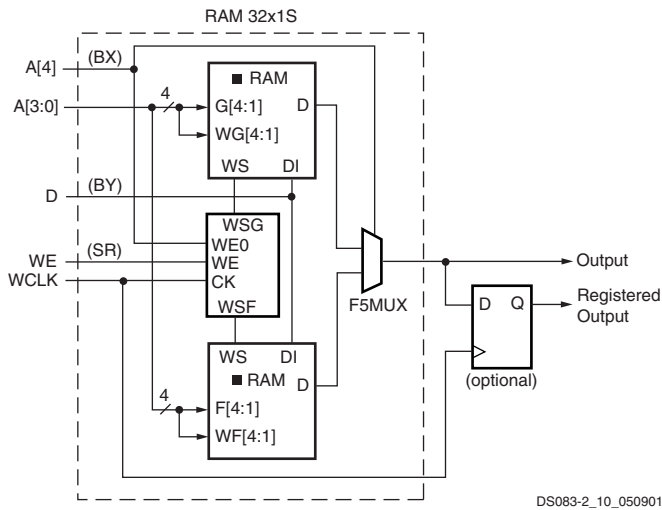 RAM 32x1S
A[4]
(BX)
A[3:0]
4
RAM
G[4:1]
D
WG[4:1]
WS
DI
D
(BY)
WSG
WE0
WE
(SR)
WE
WCLK
CK
WSF
F5MUX
Output
D
Q
Registered
Output
(optional)
WS
DI
RAM
D
4
F[4:1]
WF[4:1]
DS083-2_10_050901